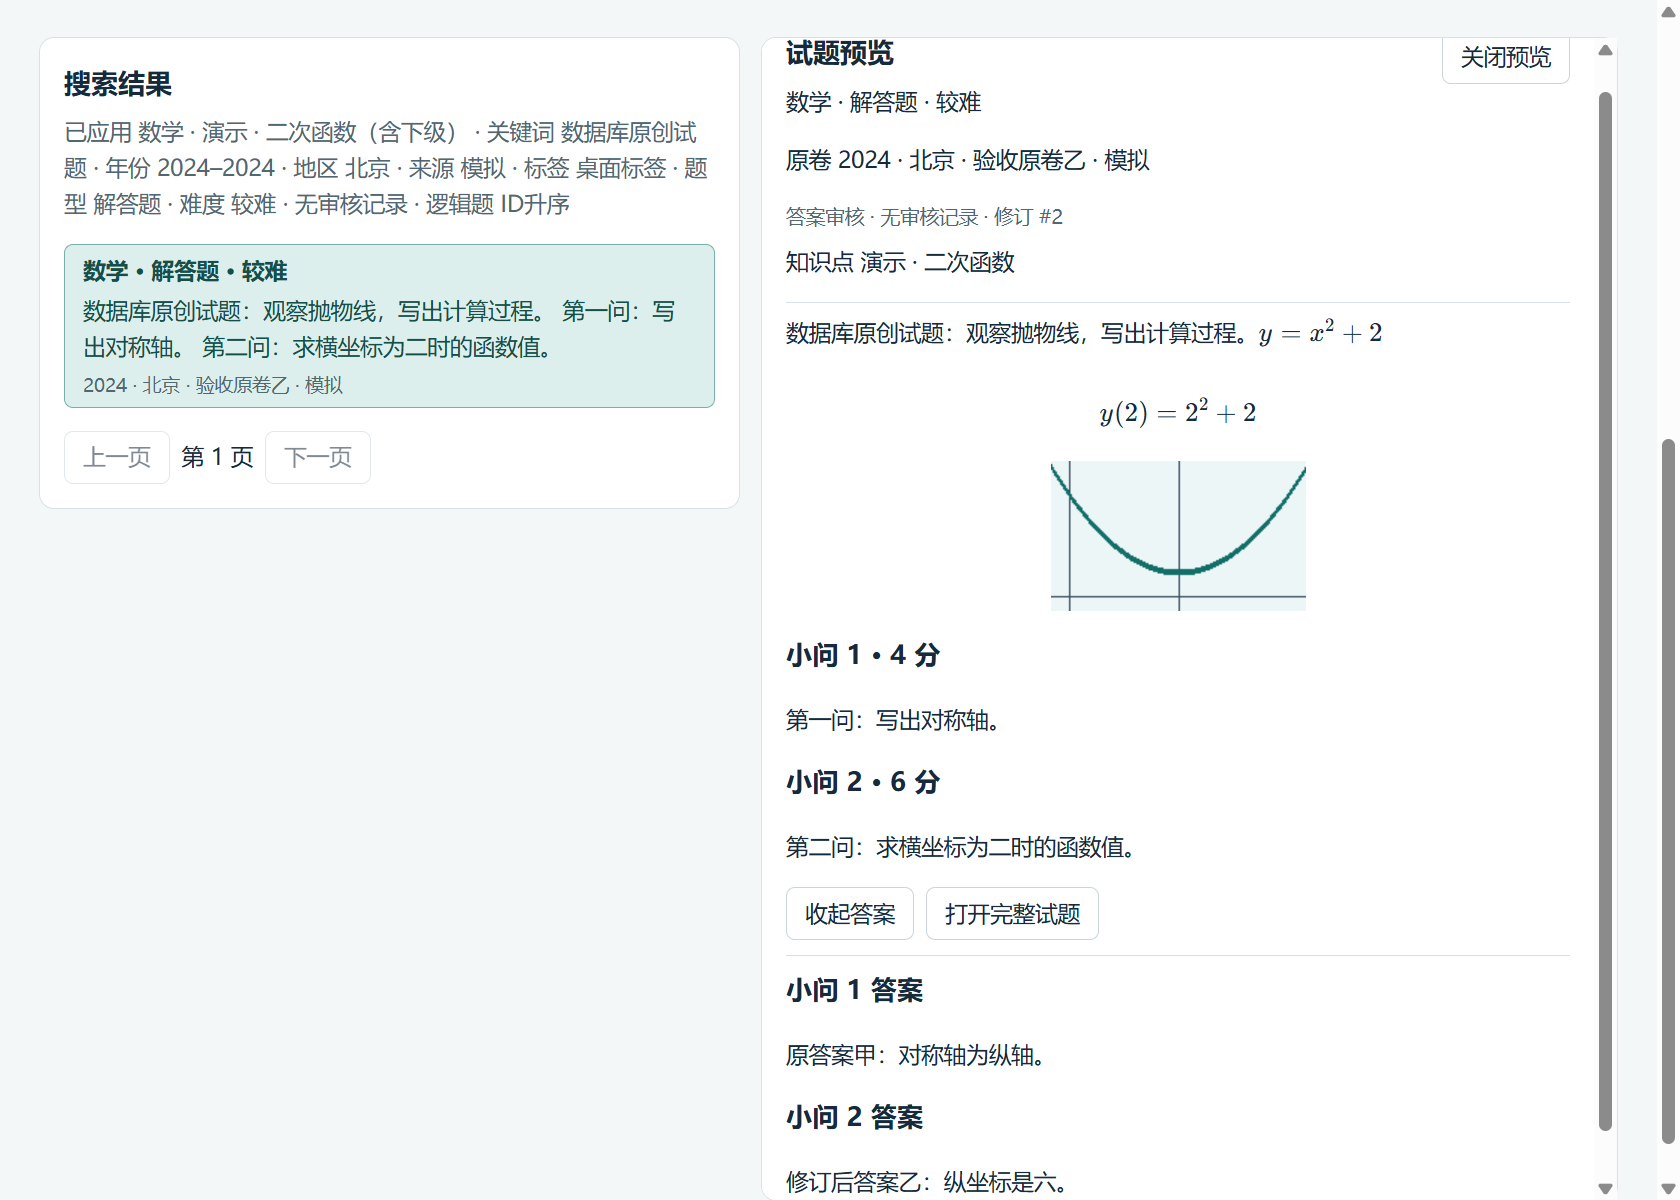 搜索结果
已应用 数学 · 演示 · 二次函数（含下级） · 关键词 数据库原创试
题 · 年份 2024–2024 · 地区 北京 · 来源 模拟 · 标签 桌面标签 · 题
型 解答题 · 难度 较难 · 无审核记录 · 逻辑题 ID升序
数学 • 解答题 • 较难
数据库原创试题：观察抛物线，写出计算过程。 第一问：写
出对称轴。 第二问：求横坐标为二时的函数值。
2024 · 北京 · 验收原卷乙 · 模拟
上一页 第 1 页 下一页
试题预览
关闭预览
数学 · 解答题 · 较难
原卷 2024 · 北京 · 验收原卷乙 · 模拟
答案审核 · 无审核记录 · 修订 #2
知识点 演示 · 二次函数
数据库原创试题：观察抛物线，写出计算过程。y = x² + 2
y(2) = 2² + 2
小问 1 • 4 分
第一问：写出对称轴。
小问 2 • 6 分
第二问：求横坐标为二时的函数值。
收起答案 打开完整试题
小问 1 答案
原答案甲：对称轴为纵轴。
小问 2 答案
修订后答案乙：纵坐标是六。